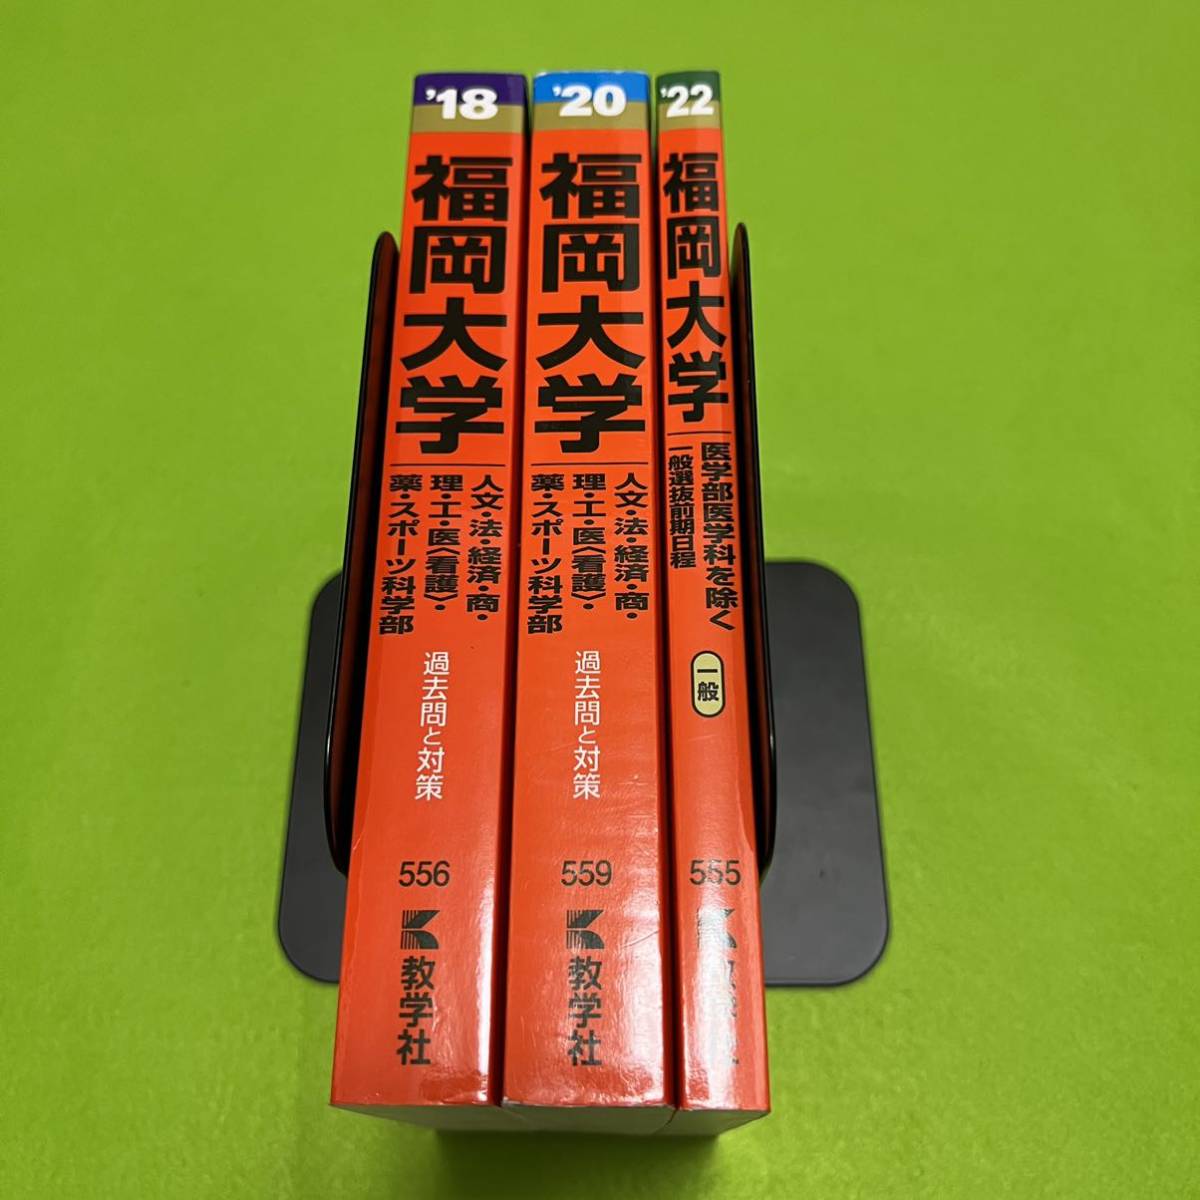 '18
福岡大学
人文・法・経済・商・
理・工・医〈看護〉・
薬・スポーツ科学部
過去問と対策
556
教学社
'20
福岡大学
人文・法・経済・商・
理・工・医〈看護〉・
薬・スポーツ科学部
過去問と対策
559
教学社
'22
福岡大学
医学部医学科を除く
一般選抜前期日程
一般
555
教学社